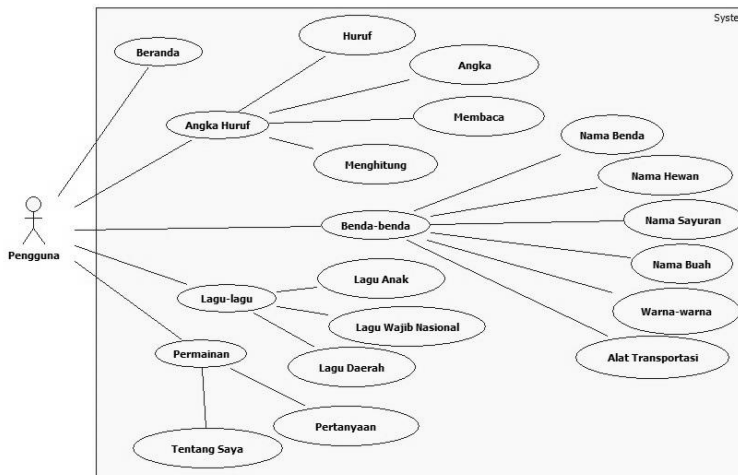 Syste
Huruf
Beranda
Angka
Angka Huruf
Membaca
Nama Benda
Menghitung
Nama Hewan
Nama Sayuran
Benda-benda
Pengguna
Nama Buah
Lagu Anak
Lagu-lagu
Warna-warna
Lagu Wajib Nasional
Permainan
Alat Transportasi
Lagu Daerah
Pertanyaan
Tentang Saya